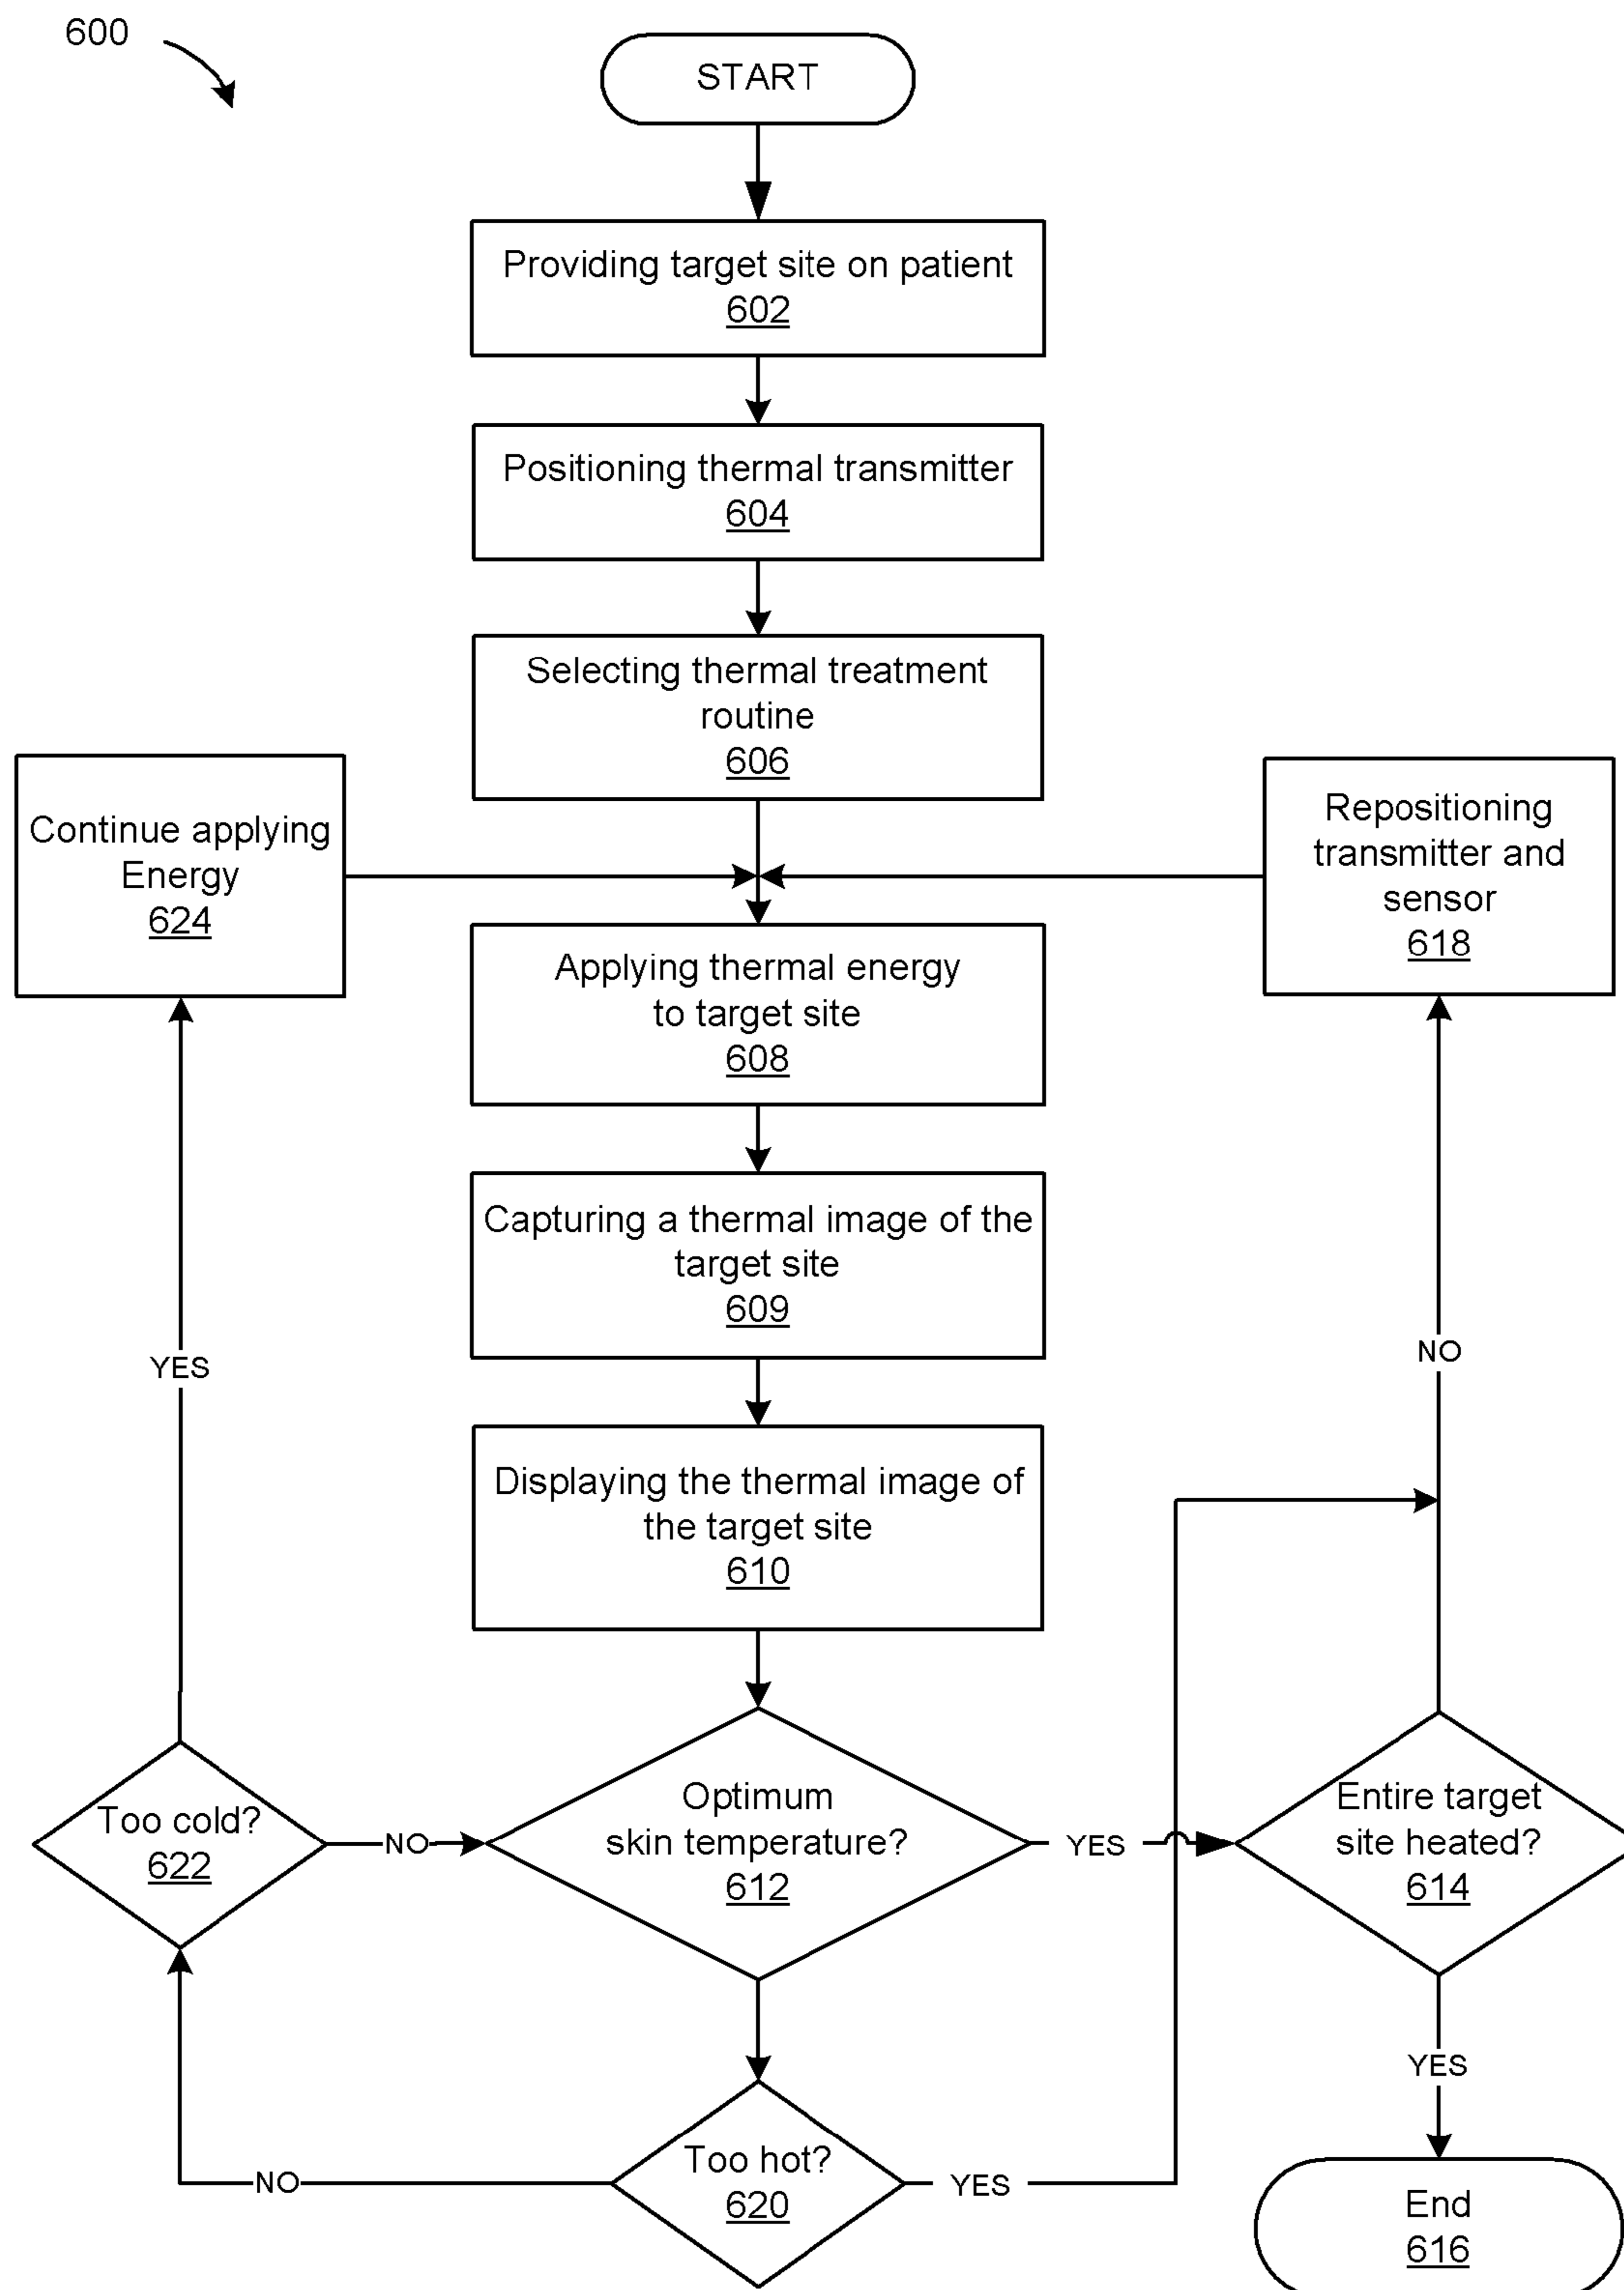 600
START
Providing target site on patient
602
Positioning thermal transmitter
604
Selecting thermal treatment
routine
606
Continue applying
Energy
624
Repositioning
transmitter and
sensor
618
Applying thermal energy
to target site
608
Capturing a thermal image of the
target site
609
YES
NO
Displaying the thermal image of
the target site
610
Too cold?
622
NO
Optimum
skin temperature?
612
YES
Entire target
site heated?
614
YES
Too hot?
620
NO
YES
End
616